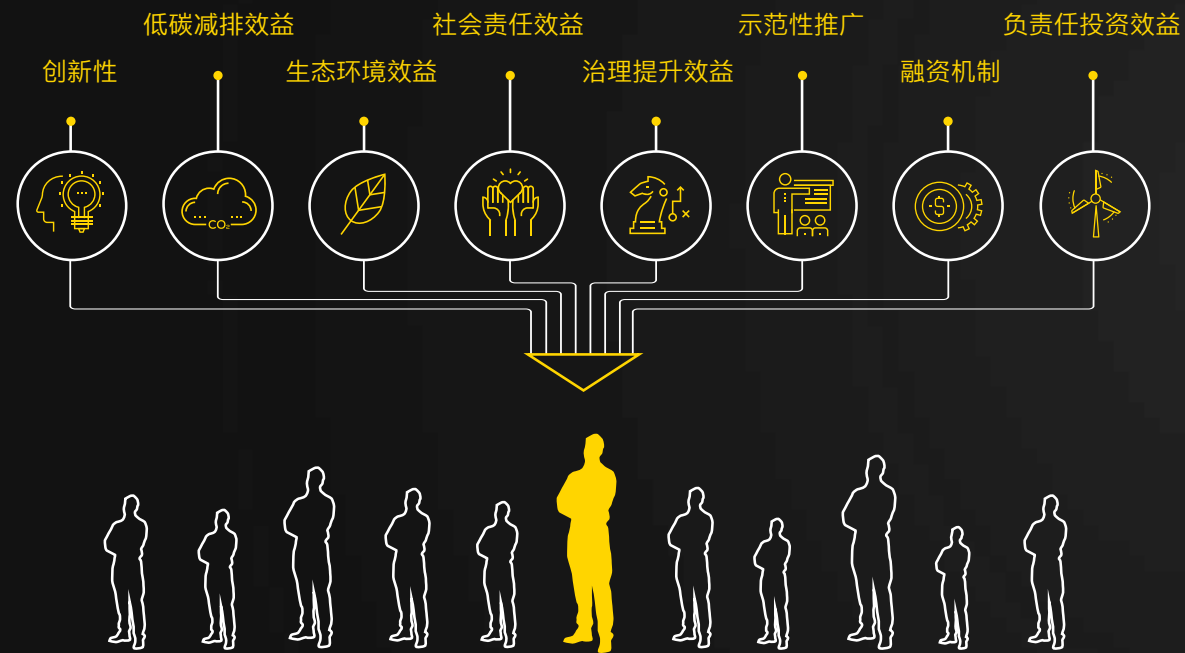 低碳减排效益
社会责任效益
示范性推广
负责任投资效益
创新性
生态环境效益
治理提升效益
融资机制
CO₂
$